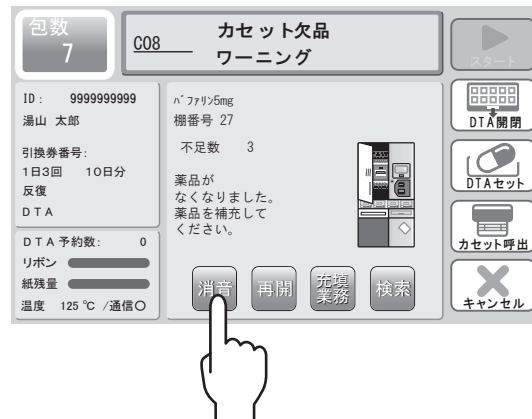 包数
7
C08
カセット欠品
ワーニング
スタート
ID： 9999999999
湯山 太郎
引換券番号：
1日3回 10日分
反復
DTA
DTA予約数： 0
リボン
紙残量
温度 125℃ /通信○
ﾊﾞﾌｧﾘﾝ5mg
棚番号 27
不足数 3
薬品が
なくなりました。
薬品を補充して
ください。
消音
再開
充填
業務
検索
DTA開閉
DTAセット
カセット呼出
キャンセル